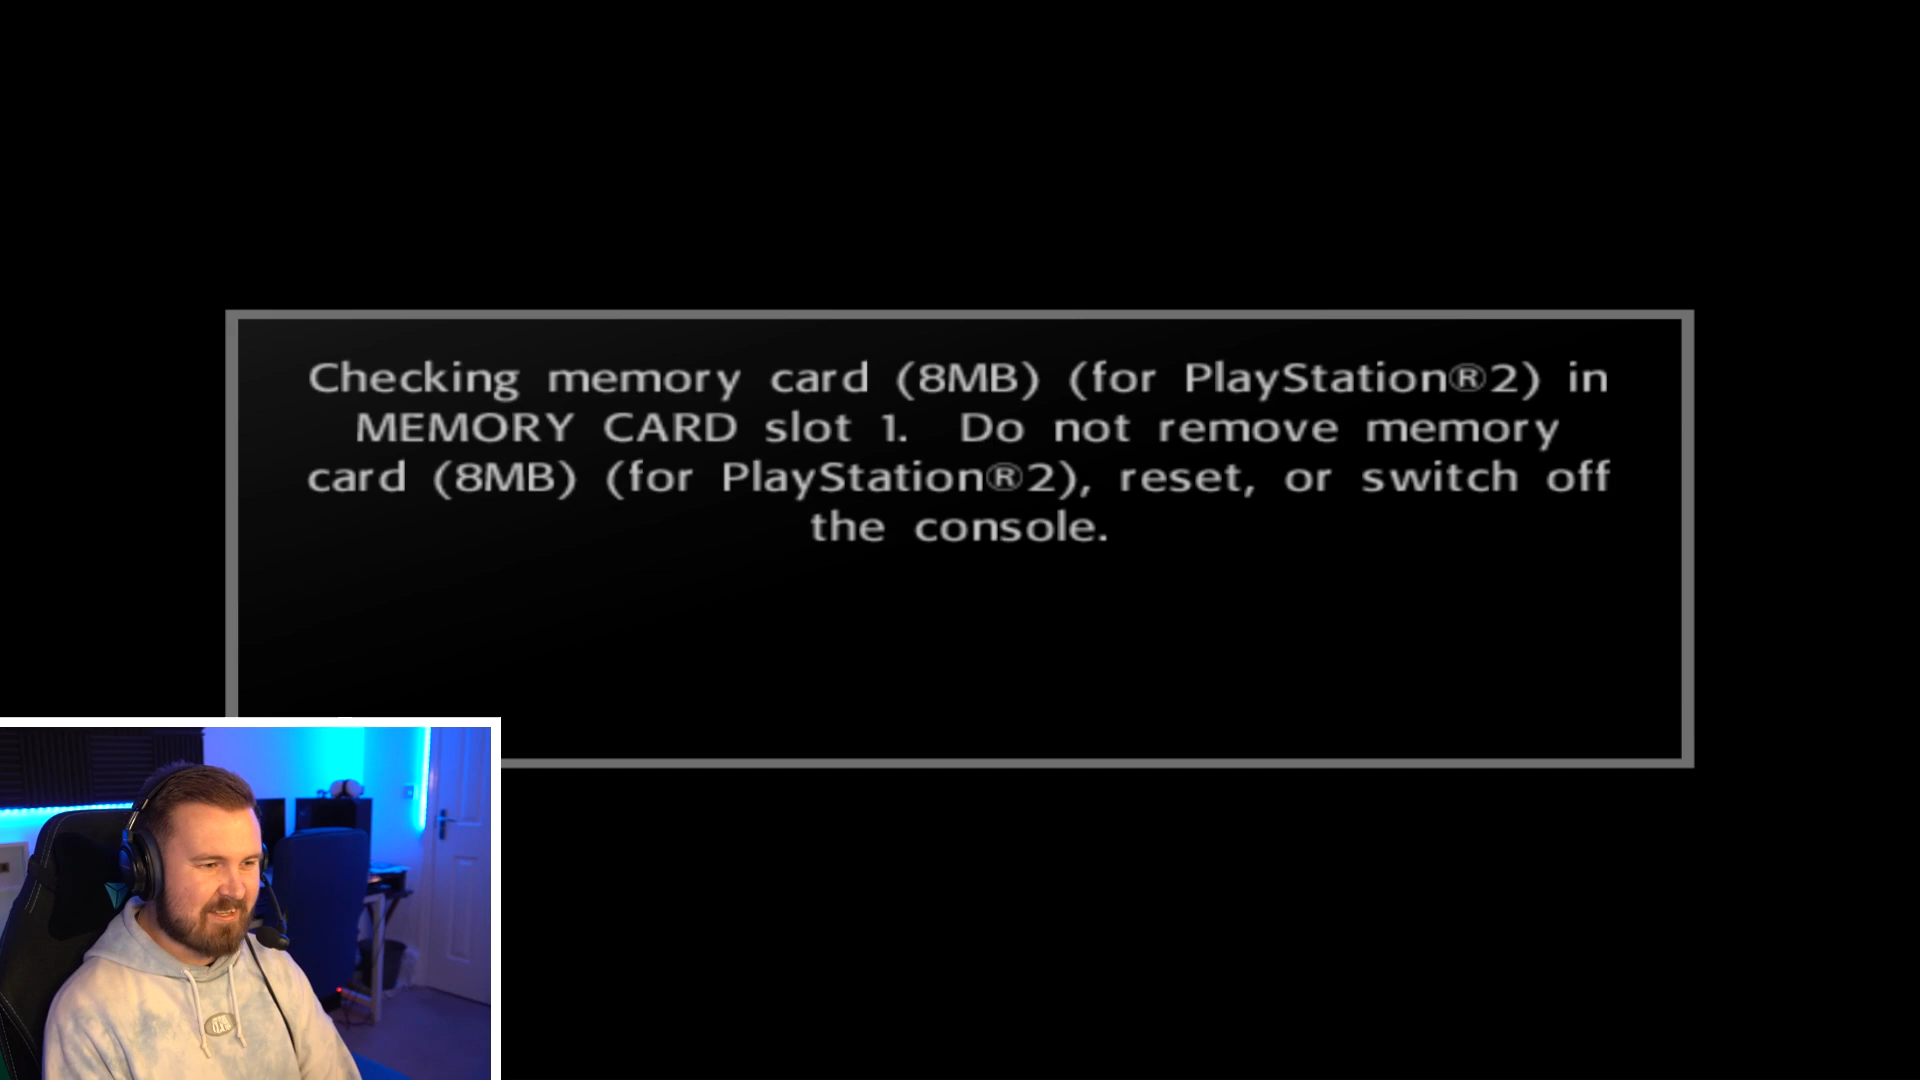 Checking memory card (8MB) (for PlayStation®2) in
MEMORY CARD slot 1. Do not remove memory
card (8MB) (for PlayStation®2), reset, or switch off
the console.